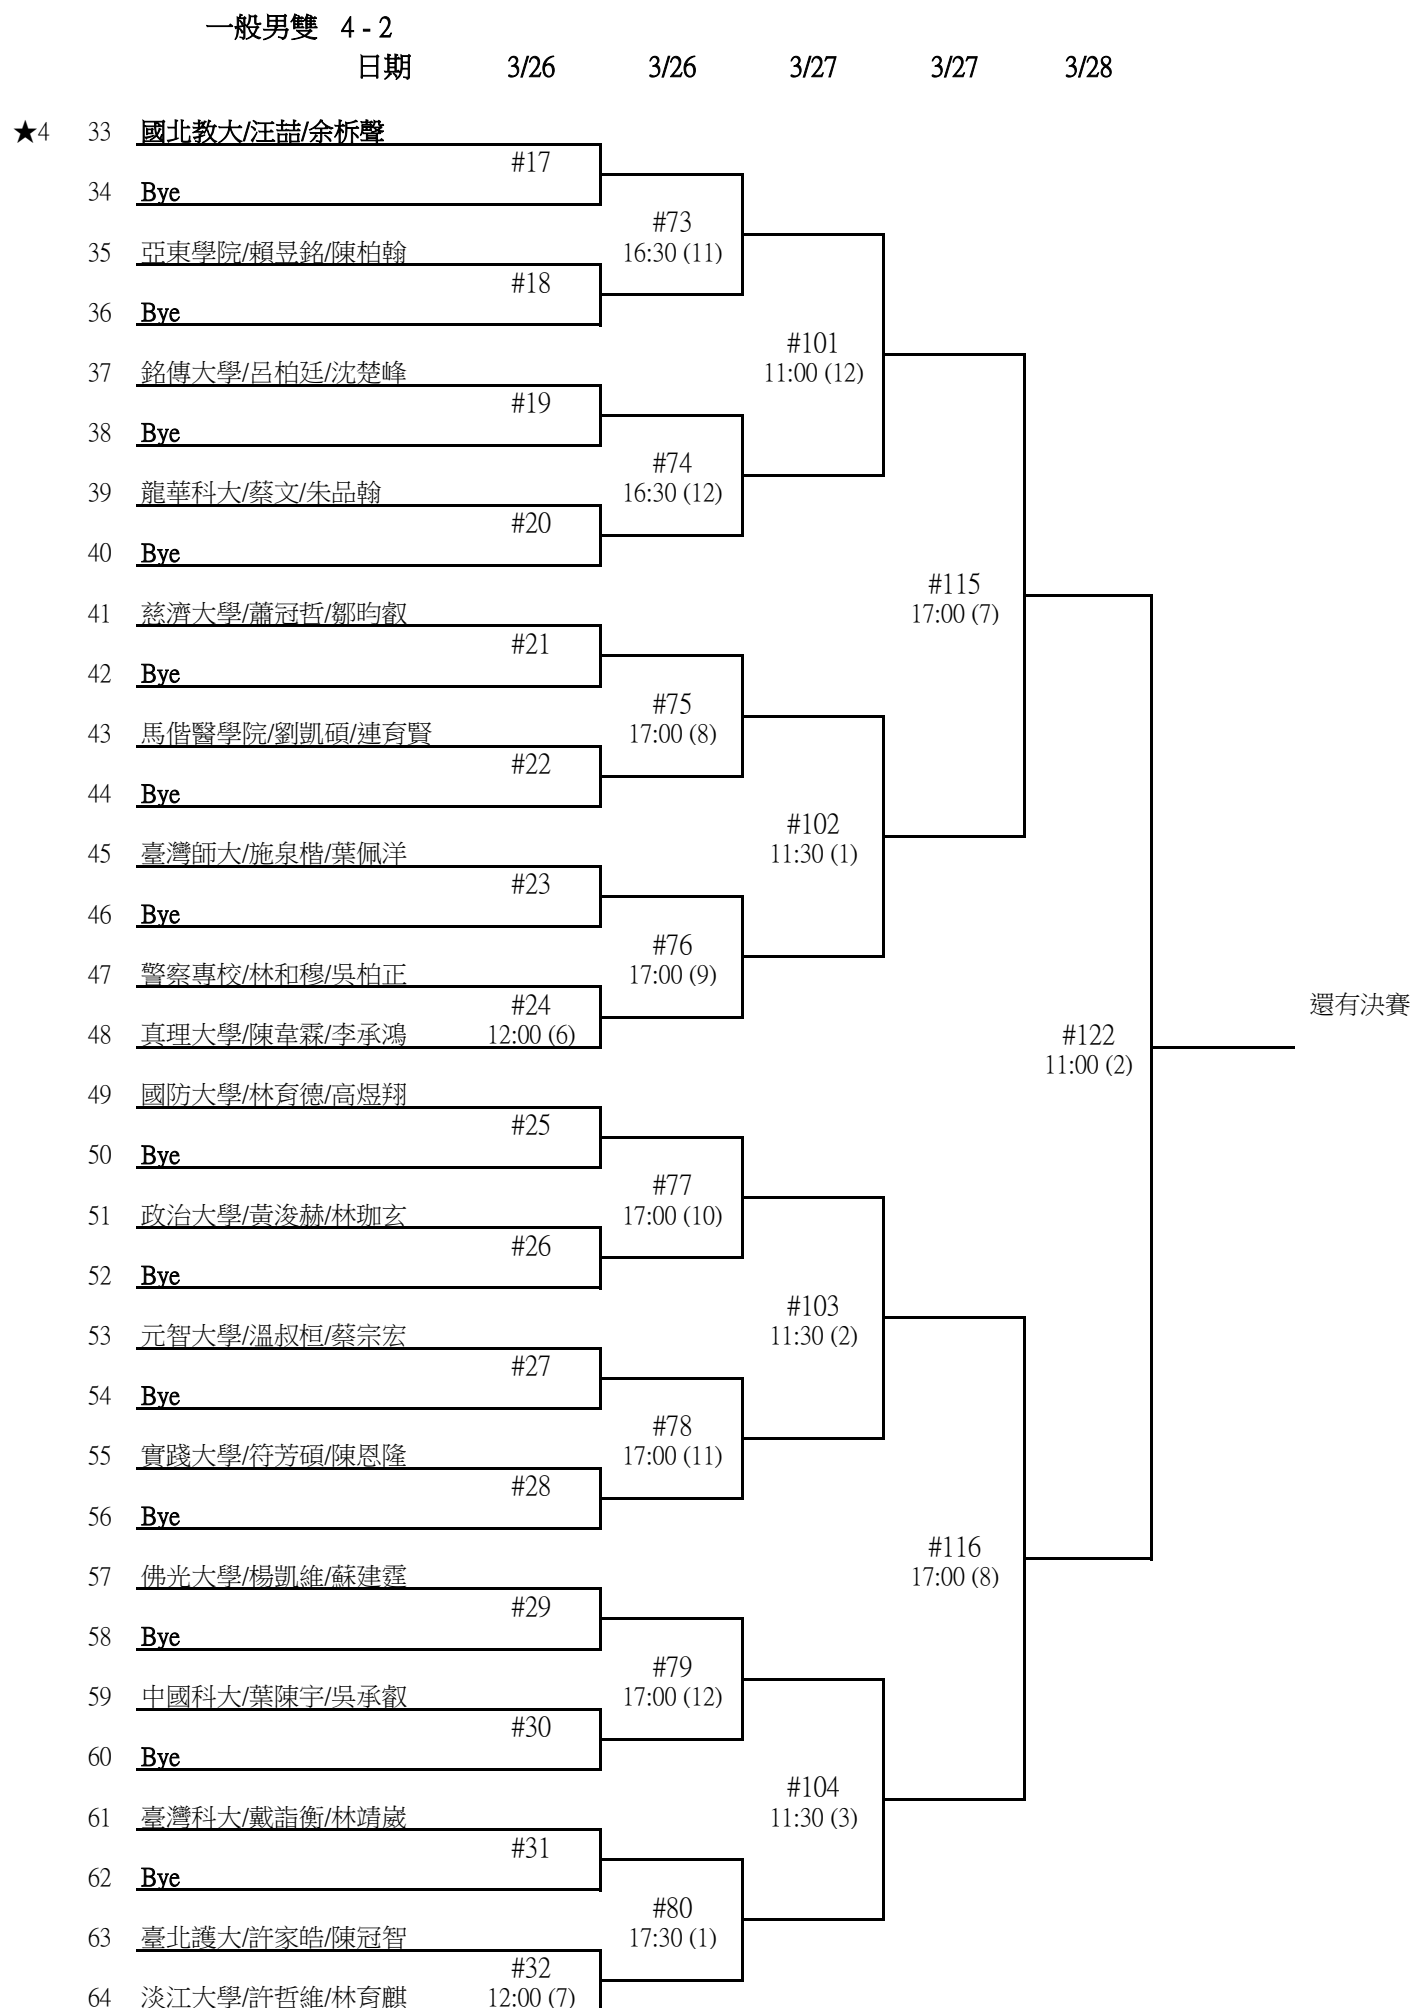 一般男雙 4 - 2
日期 3/26 3/26 3/27 3/27 3/28
★4 33 國北教大/汪喆/余析聲
#17
34 Bye
#73
35 亞東學院/賴昱銘/陳柏翰 16:30 (11)
#18
36 Bye
#101
37 銘傳大學/呂柏廷/沈楚峰 11:00 (12)
#19
38 Bye
#74
39 龍華科大/蔡文/朱品翰 16:30 (12)
#20
40 Bye
#115
41 慈濟大學/蕭冠哲/鄒昀叡 17:00 (7)
#21
42 Bye
#75
43 馬偕醫學院/劉凱碩/連育賢 17:00 (8)
#22
44 Bye
#102
45 臺灣師大/施泉楷/葉佩洋 11:30 (1)
#23
46 Bye
#76
47 警察專校/林和穆/吳柏正 17:00 (9)
#24 還有決賽
48 真理大學/陳韋霖/李承鴻 12:00 (6) #122
11:00 (2)
49 國防大學/林育德/高煜翔
#25
50 Bye
#77
51 政治大學/黃浚赫/林珈玄 17:00 (10)
#26
52 Bye
#103
53 元智大學/溫叔桓/蔡宗宏 11:30 (2)
#27
54 Bye
#78
55 實踐大學/符芳碩/陳恩隆 17:00 (11)
#28
56 Bye
#116
57 佛光大學/楊凱維/蘇建霆 17:00 (8)
#29
58 Bye
#79
59 中國科大/葉陳宇/吳承叡 17:00 (12)
#30
60 Bye
#104
61 臺灣科大/戴詣衡/林靖崴 11:30 (3)
#31
62 Bye
#80
63 臺北護大/許家皓/陳冠智 17:30 (1)
#32
64 淡江大學/許哲維/林育麒 12:00 (7)